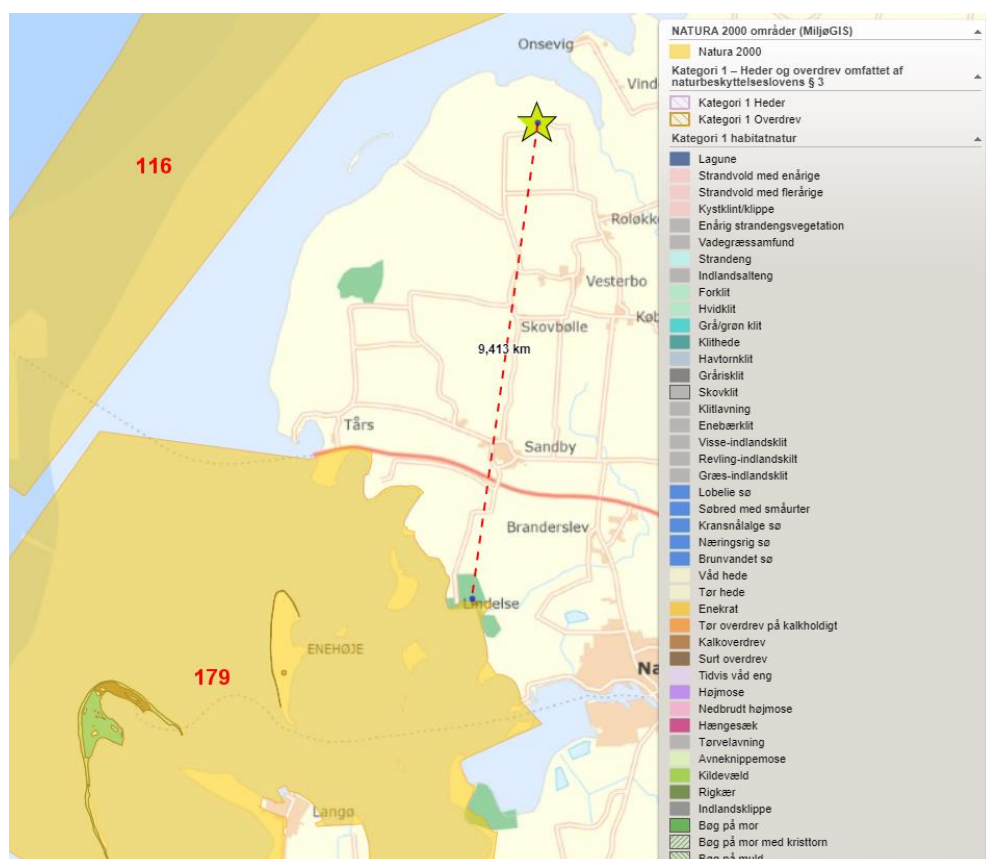 Onsevig
Vind
116
Roløkk
Vesterbo
Køb
Skovbølle
9,413 km
Tårs
Sandby
Branderslev
Lindelse
ENEHØJE
179
Na
Langø
NATURA 2000 områder (MiljøGIS)
Natura 2000
Kategori 1 – Heder og overdrev omfattet af
naturbeskyttelseslovens § 3
Kategori 1 Heder
Kategori 1 Overdrev
Kategori 1 habitatnatur
Lagune
Strandvold med enårige
Strandvold med flerårige
Kystklint/klippe
Enårig strandengsvegetation
Vadegræssamfund
Strandeng
Indlandsalteng
Forklit
Hvidklit
Grå/grøn klit
Klithede
Havtornklit
Grårisklit
Skovklit
Klitlavning
Enebærklit
Visse-indlandsklit
Revling-indlandskilt
Græs-indlandsklit
Lobelie sø
Søbred med småurter
Kransnålalge sø
Næringsrig sø
Brunvandet sø
Våd hede
Tør hede
Enekrat
Tør overdrev på kalkholdigt
Kalkoverdrev
Surt overdrev
Tidvis våd eng
Højmose
Nedbrudt højmose
Hængesæk
Tørvelavning
Avneknippemose
Kildevæld
Rigkær
Indlandsklippe
Bøg på mor
Bøg på mor med kristtorn
Bøg på muld